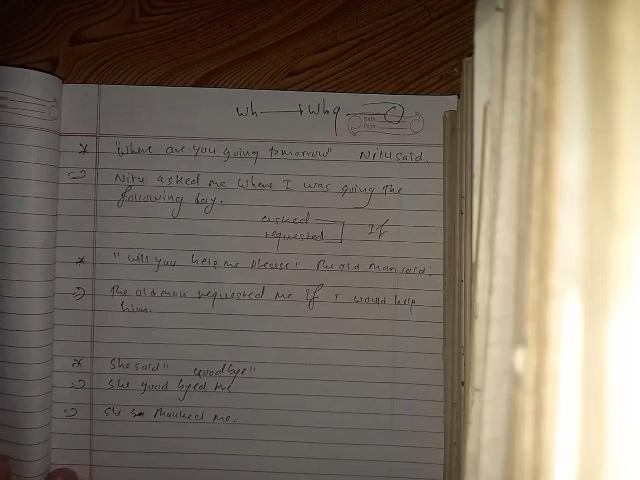 Wh → Whq
Date
Page
* "Where are you going tomorrow" Nitu said.
⇒ Nitu asked me where I was going the
following day.
asked
requested If
* "Will you help me please" The old man said.
⇒ The old man requested me If I would help
him.
* She said "Goodbye"
⇒ She good byed me
⇒ She thanked me.